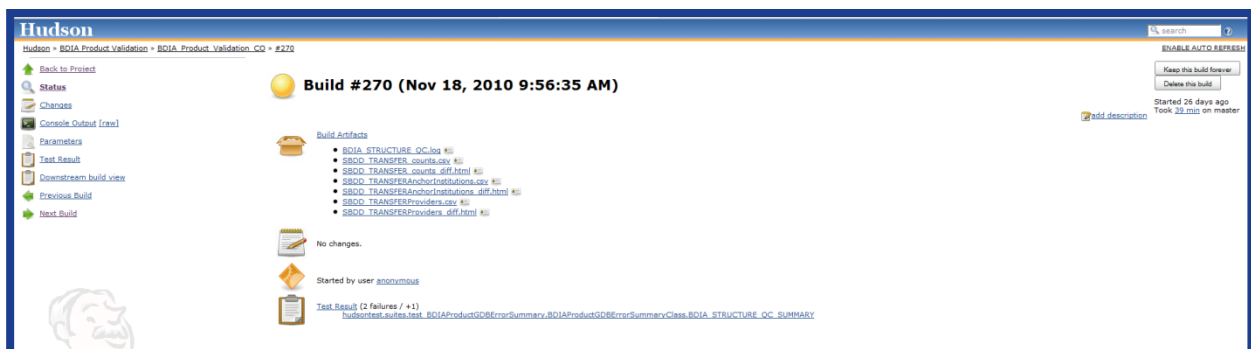 Hudson
search
Hudson » BDIA Product Validation » BDIA_Product_Validation_CO » #270
ENABLE AUTO REFRESH
Back to Project
Status
Changes
Console Output [raw]
Parameters
Test Result
Downstream build view
Previous Build
Next Build
Build #270 (Nov 18, 2010 9:56:35 AM)
Keep this build forever
Delete this build
Started 26 days ago
Took 39 min on master
add description
Build Artifacts
BDIA_STRUCTURE_QC.log
SBDD_TRANSFER_counts.csv
SBDD_TRANSFER_counts_diff.html
SBDD_TRANSFERAnchorInstitutions.csv
SBDD_TRANSFERAnchorInstitutions_diff.html
SBDD_TRANSFERProviders.csv
SBDD_TRANSFERProviders_diff.html
No changes.
Started by user anonymous
Test Result (2 failures / +1)
hudsontest.suites.test_BDIAProductGDBErrorSummary.BDIAProductGDBErrorSummaryClass.BDIA_STRUCTURE_QC_SUMMARY